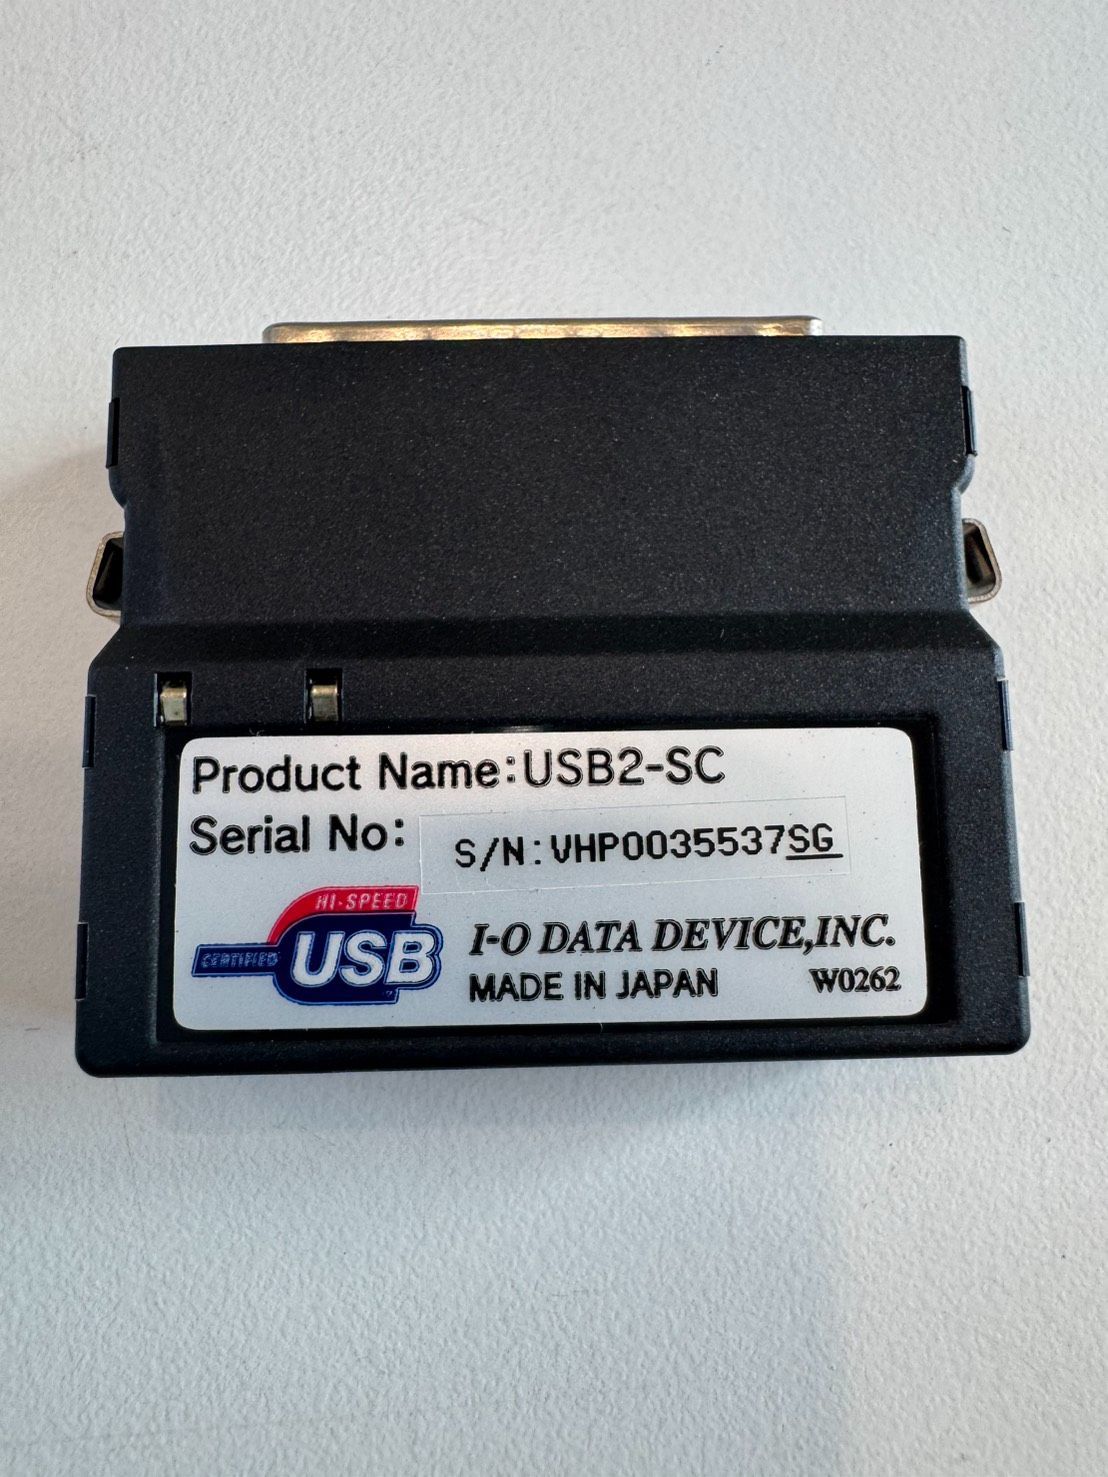 Product Name:USB2-SC
Serial No:
S/N:VHP0035537SG
HI-SPEED
CERTIFIED
USB
I-O DATA DEVICE,INC.
MADE IN JAPAN
W0262